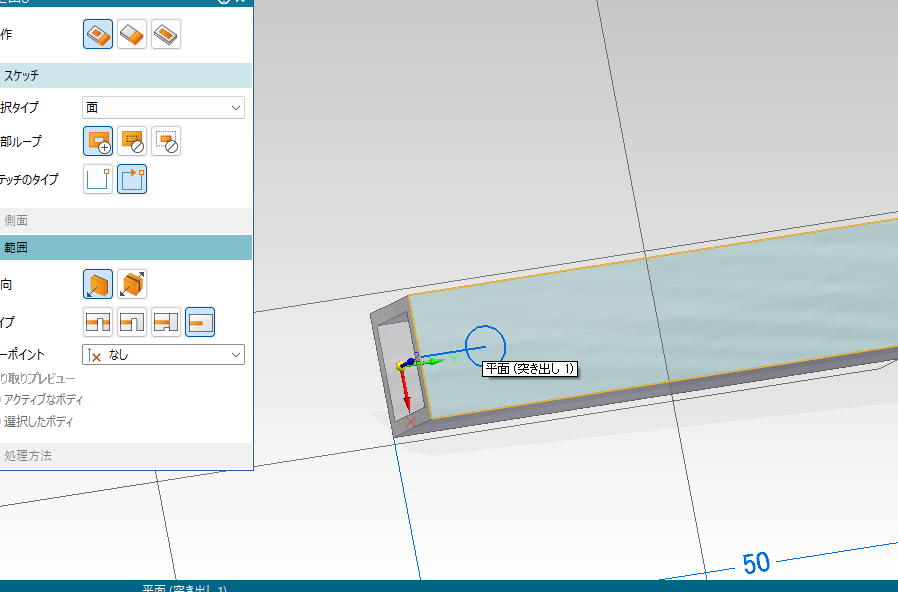 作
スケッチ
択タイプ
面
部ループ
ッチのタイプ
側面
範囲
向
イプ
ーポイント
なし
り取りプレビュー
アクティブなボディ
選択したボディ
処理方法
Y
X
平面 (突き出し 1)
50
平面 (突き出し 1)